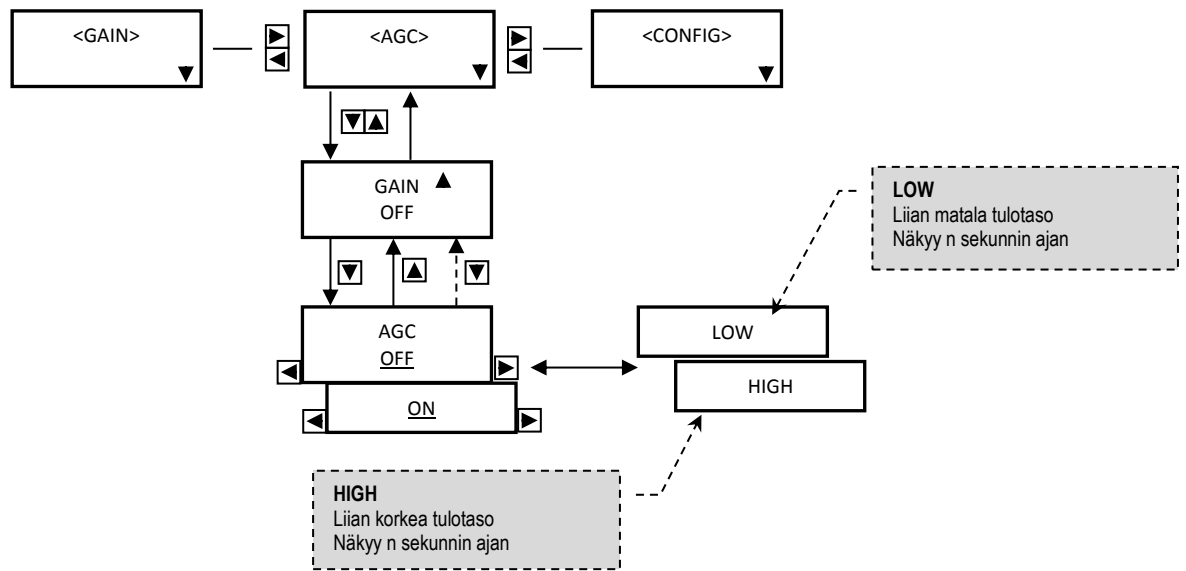 <GAIN>
<AGC>
<CONFIG>
GAIN
OFF
LOW
Liian matala tulotaso
Näkyy n sekunnin ajan
AGC
OFF
ON
LOW
HIGH
HIGH
Liian korkea tulotaso
Näkyy n sekunnin ajan